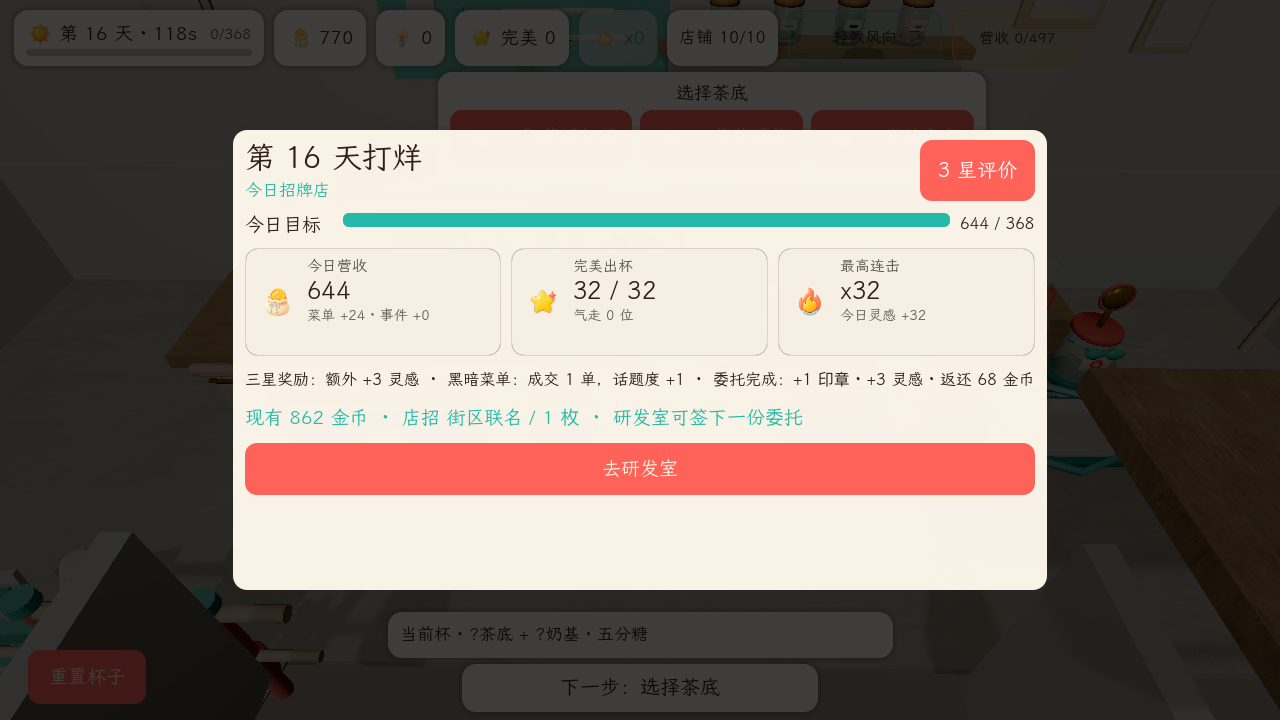 第 16 天・118s 0/368
770
0
完美 0
x0
店铺 10/10
营收 0/497
选择茶底
第 16 天打烊
今日招牌店
3 星评价
今日目标
644 / 368
今日营收
644
菜单 +24・事件 +0
完美出杯
32 / 32
气走 0 位
最高连击
x32
今日灵感 +32
三星奖励：额外 +3 灵感 ・ 黑暗菜单：成交 1 单，话题度 +1 ・ 委托完成：+1 印章・+3 灵感・返还 68 金币
现有 862 金币 ・ 店招 街区联名 / 1 枚 ・ 研发室可签下一份委托
去研发室
当前杯・?茶底 + ?奶基・五分糖
重置杯子
下一步：选择茶底